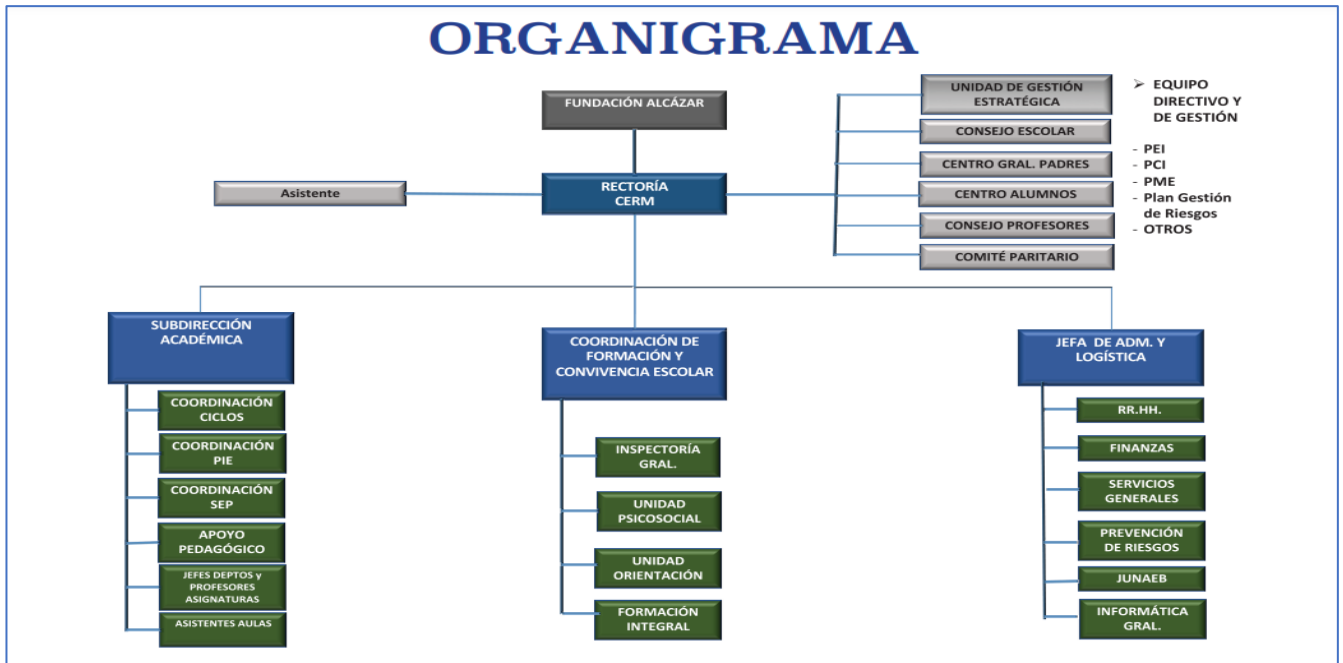 ORGANIGRAMA
FUNDACIÓN ALCÁZAR
RECTORÍA
CERM
Asistente
UNIDAD DE GESTIÓN
ESTRATÉGICA
CONSEJO ESCOLAR
CENTRO GRAL. PADRES
CENTRO ALUMNOS
CONSEJO PROFESORES
COMITÉ PARITARIO
➢ EQUIPO
DIRECTIVO Y
DE GESTIÓN
- PEI
- PCI
- PME
- Plan Gestión
de Riesgos
- OTROS
SUBDIRECCIÓN
ACADÉMICA
COORDINACIÓN
CICLOS
COORDINACIÓN
PIE
COORDINACIÓN
SEP
APOYO
PEDAGÓGICO
JEFES DEPTOS y
PROFESORES
ASIGNATURAS
ASISTENTES AULAS
COORDINACIÓN DE
FORMACIÓN Y
CONVIVENCIA ESCOLAR
INSPECTORÍA
GRAL.
UNIDAD
PSICOSOCIAL
UNIDAD
ORIENTACIÓN
FORMACIÓN
INTEGRAL
JEFA DE ADM. Y
LOGÍSTICA
RR.HH.
FINANZAS
SERVICIOS
GENERALES
PREVENCIÓN
DE RIESGOS
JUNAEB
INFORMÁTICA
GRAL.